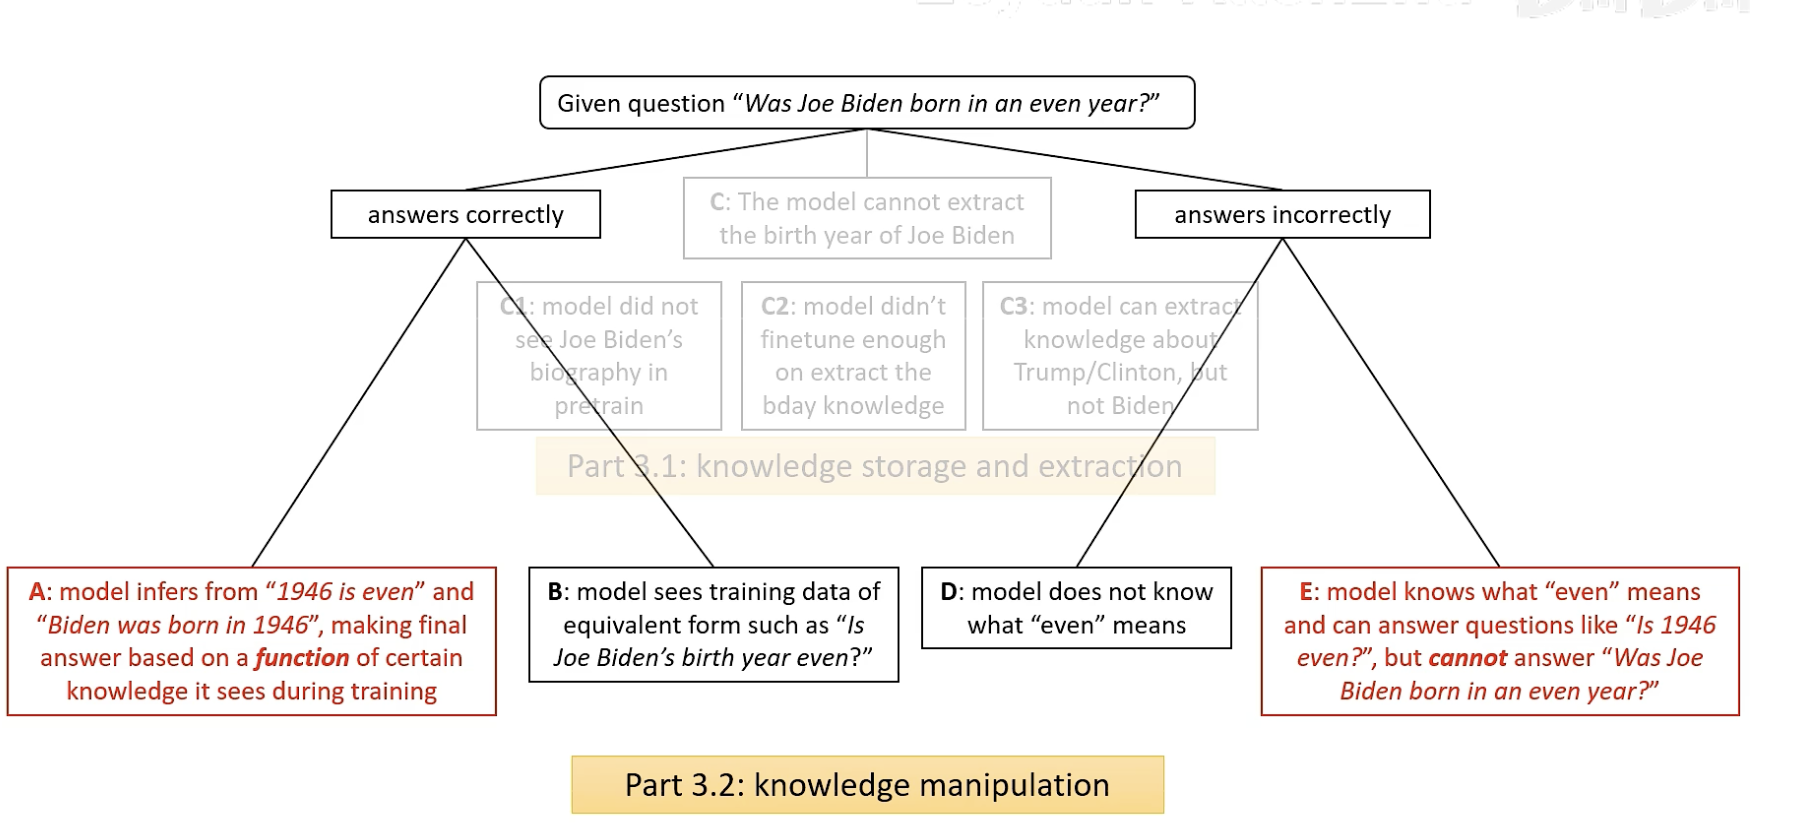 Given question “Was Joe Biden born in an even year?”
answers correctly
C: The model cannot extract
the birth year of Joe Biden
answers incorrectly
C1: model did not
see Joe Biden’s
biography in
pretrain
C2: model didn’t
finetune enough
on extract the
bday knowledge
C3: model can extract
knowledge about
Trump/Clinton, but
not Biden
Part 3.1: knowledge storage and extraction
A: model infers from “1946 is even” and
“Biden was born in 1946”, making final
answer based on a function of certain
knowledge it sees during training
B: model sees training data of
equivalent form such as “Is
Joe Biden’s birth year even?”
D: model does not know
what “even” means
E: model knows what “even” means
and can answer questions like “Is 1946
even?”, but cannot answer “Was Joe
Biden born in an even year?”
Part 3.2: knowledge manipulation